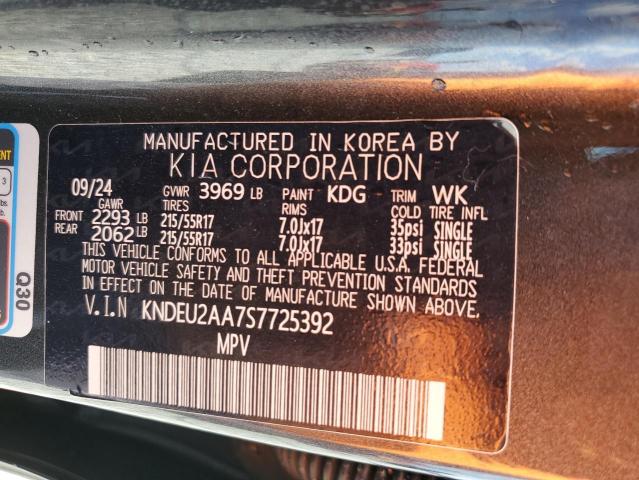 MANUFACTURED IN KOREA BY
KIA CORPORATION
09/24 GVWR 3969 LB PAINT KDG TRIM WK
GAWR TIRES RIMS COLD TIRE INFL
FRONT 2293 LB 215/55R17 7.0Jx17 35psi SINGLE
REAR 2062 LB 215/55R17 7.0Jx17 33psi SINGLE
THIS VEHICLE CONFORMS TO ALL APPLICABLE U.S.A. FEDERAL
MOTOR VEHICLE SAFETY AND THEFT PREVENTION STANDARDS
IN EFFECT ON THE DATE OF MANUFACTURE SHOWN ABOVE.
V.I.N KNDEU2AA7S7725392
MPV
Q30
3